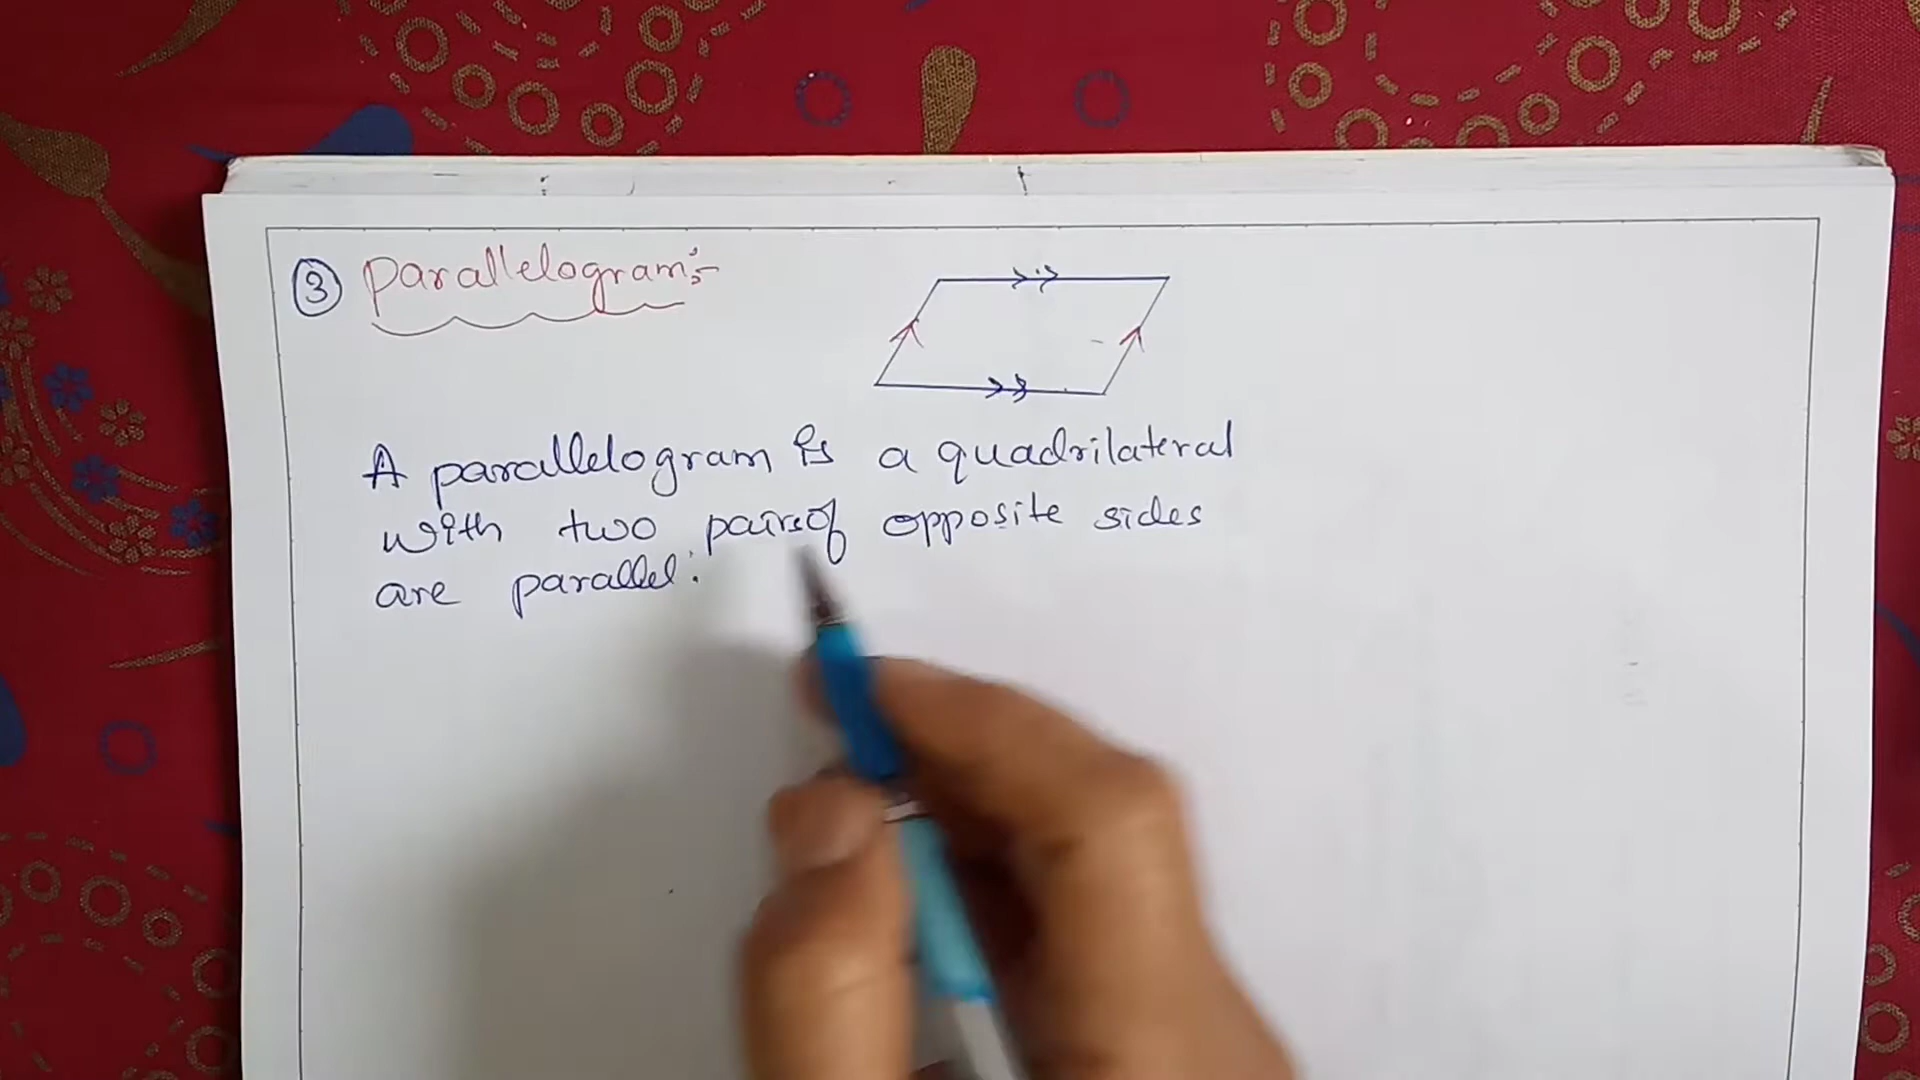 ③ Parallelogram:-
A parallelogram is a quadrilateral
with two pairs of opposite sides
are parallel.